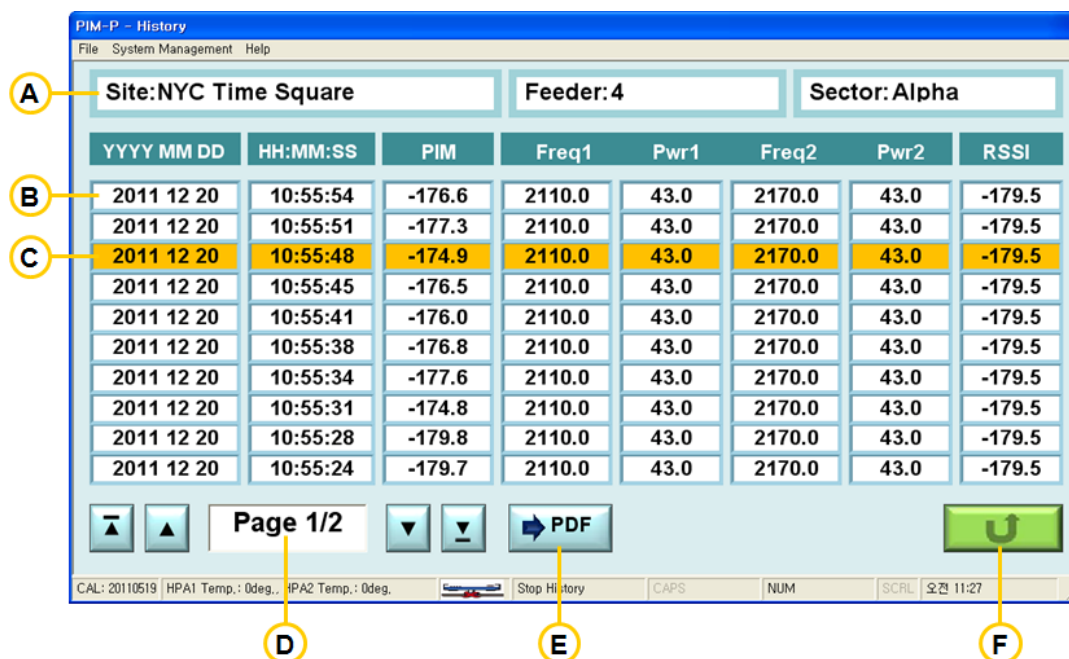 PIM-P - History
File System Management Help
A
Site:NYC Time Square Feeder:4 Sector:Alpha
YYYY MM DD HH:MM:SS PIM Freq1 Pwr1 Freq2 Pwr2 RSSI
B
2011 12 20 10:55:54 -176.6 2110.0 43.0 2170.0 43.0 -179.5
2011 12 20 10:55:51 -177.3 2110.0 43.0 2170.0 43.0 -179.5
C
2011 12 20 10:55:48 -174.9 2110.0 43.0 2170.0 43.0 -179.5
2011 12 20 10:55:45 -176.5 2110.0 43.0 2170.0 43.0 -179.5
2011 12 20 10:55:41 -176.0 2110.0 43.0 2170.0 43.0 -179.5
2011 12 20 10:55:38 -176.8 2110.0 43.0 2170.0 43.0 -179.5
2011 12 20 10:55:34 -177.6 2110.0 43.0 2170.0 43.0 -179.5
2011 12 20 10:55:31 -174.8 2110.0 43.0 2170.0 43.0 -179.5
2011 12 20 10:55:28 -179.8 2110.0 43.0 2170.0 43.0 -179.5
2011 12 20 10:55:24 -179.7 2110.0 43.0 2170.0 43.0 -179.5
Page 1/2 PDF
CAL: 20110519 HPA1 Temp,: 0deg,, HPA2 Temp,: 0deg, Stop History CAPS NUM SCRL 오전 11:27
D E F